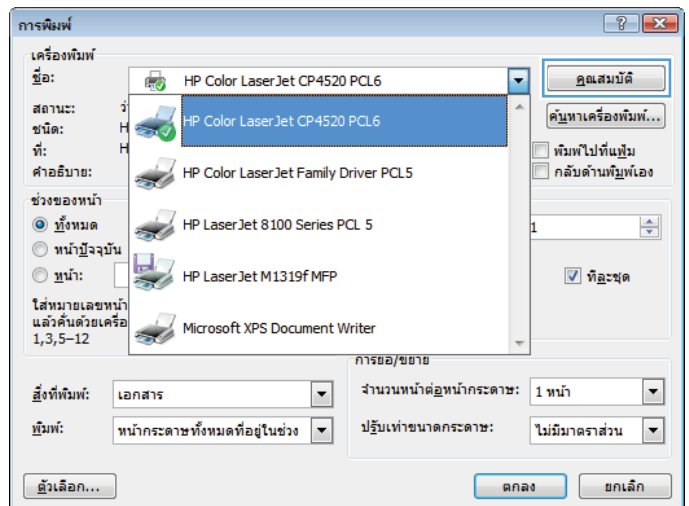 การพิมพ์
เครื่องพิมพ์
ชื่อ:
HP Color LaserJet CP4520 PCL6
คุณสมบัติ
สถานะ:
ชนิด:
ที่:
คำอธิบาย:
HP Color LaserJet CP4520 PCL6
HP Color LaserJet Family Driver PCL5
HP LaserJet 8100 Series PCL 5
HP LaserJet M1319f MFP
Microsoft XPS Document Writer
ค้นหาเครื่องพิมพ์...
พิมพ์ไปที่แฟ้ม
กลับด้านพิมพ์เอง
ช่วงของหน้า
ทั้งหมด
หน้าปัจจุบัน
หน้า:
ใส่หมายเลขหน้า
แล้วคั่นด้วยเครื่อ
1,3,5–12
1
ทีละชุด
การย่อ/ขยาย
สิ่งที่พิมพ์:
เอกสาร
จำนวนหน้าต่อหน้ากระดาษ:
1 หน้า
พิมพ์:
หน้ากระดาษทั้งหมดที่อยู่ในช่วง
ปรับเท่าขนาดกระดาษ:
ไม่มีมาตราส่วน
ตัวเลือก...
ตกลง
ยกเลิก